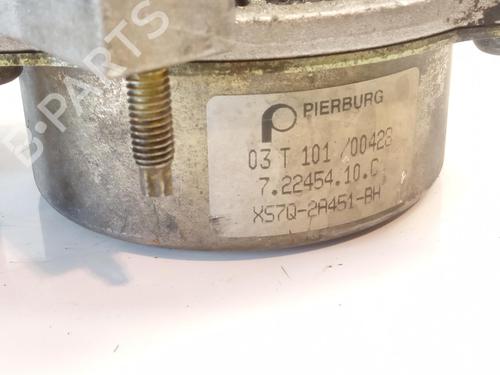 PIERBURG
03 T 101 /00428
7.22454.10.C
XS7Q-2A451-BH
B-PARTS